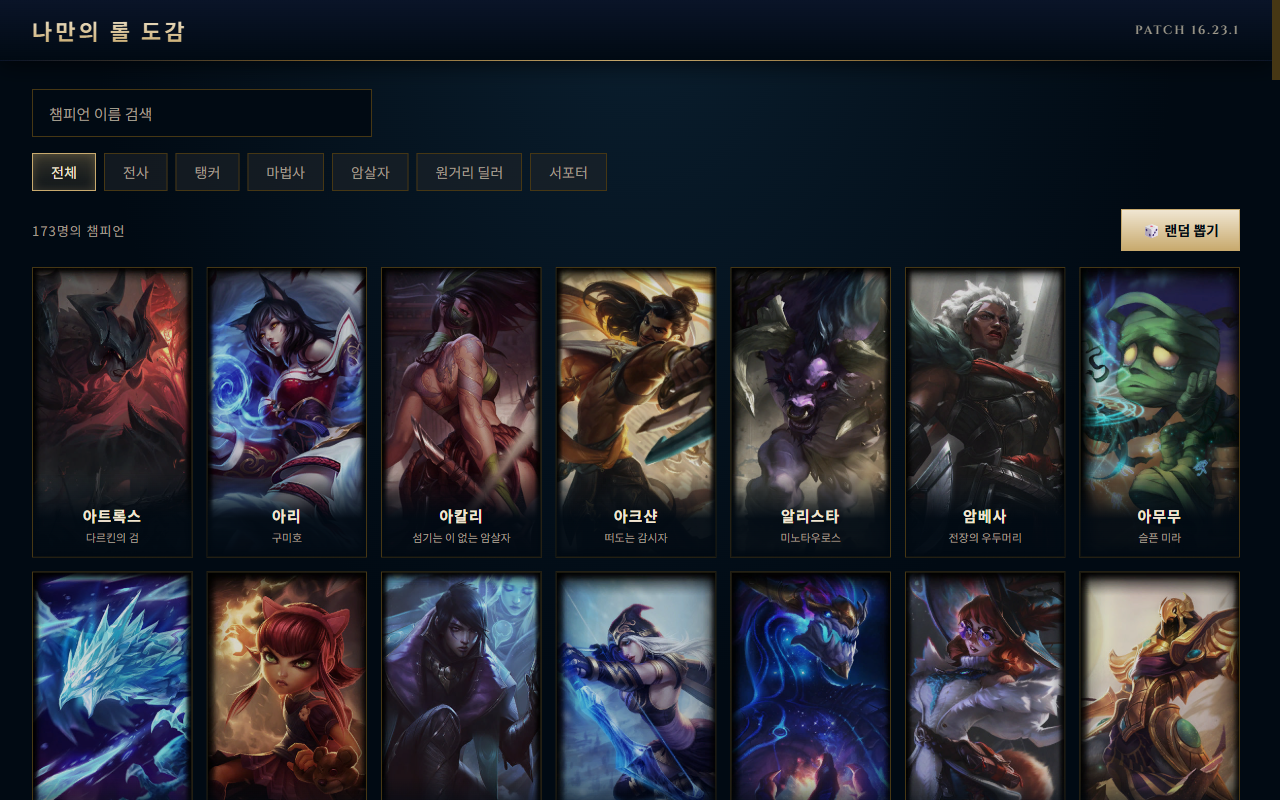 나만의 롤 도감
PATCH 16.23.1
챔피언 이름 검색
전체
전사
탱커
마법사
암살자
원거리 딜러
서포터
173명의 챔피언
🎲 랜덤 뽑기
아트록스
다르킨의 검
아리
구미호
아칼리
섬기는 이 없는 암살자
아크샨
떠도는 감시자
알리스타
미노타우로스
암베사
전장의 우두머리
아무무
슬픈 미라